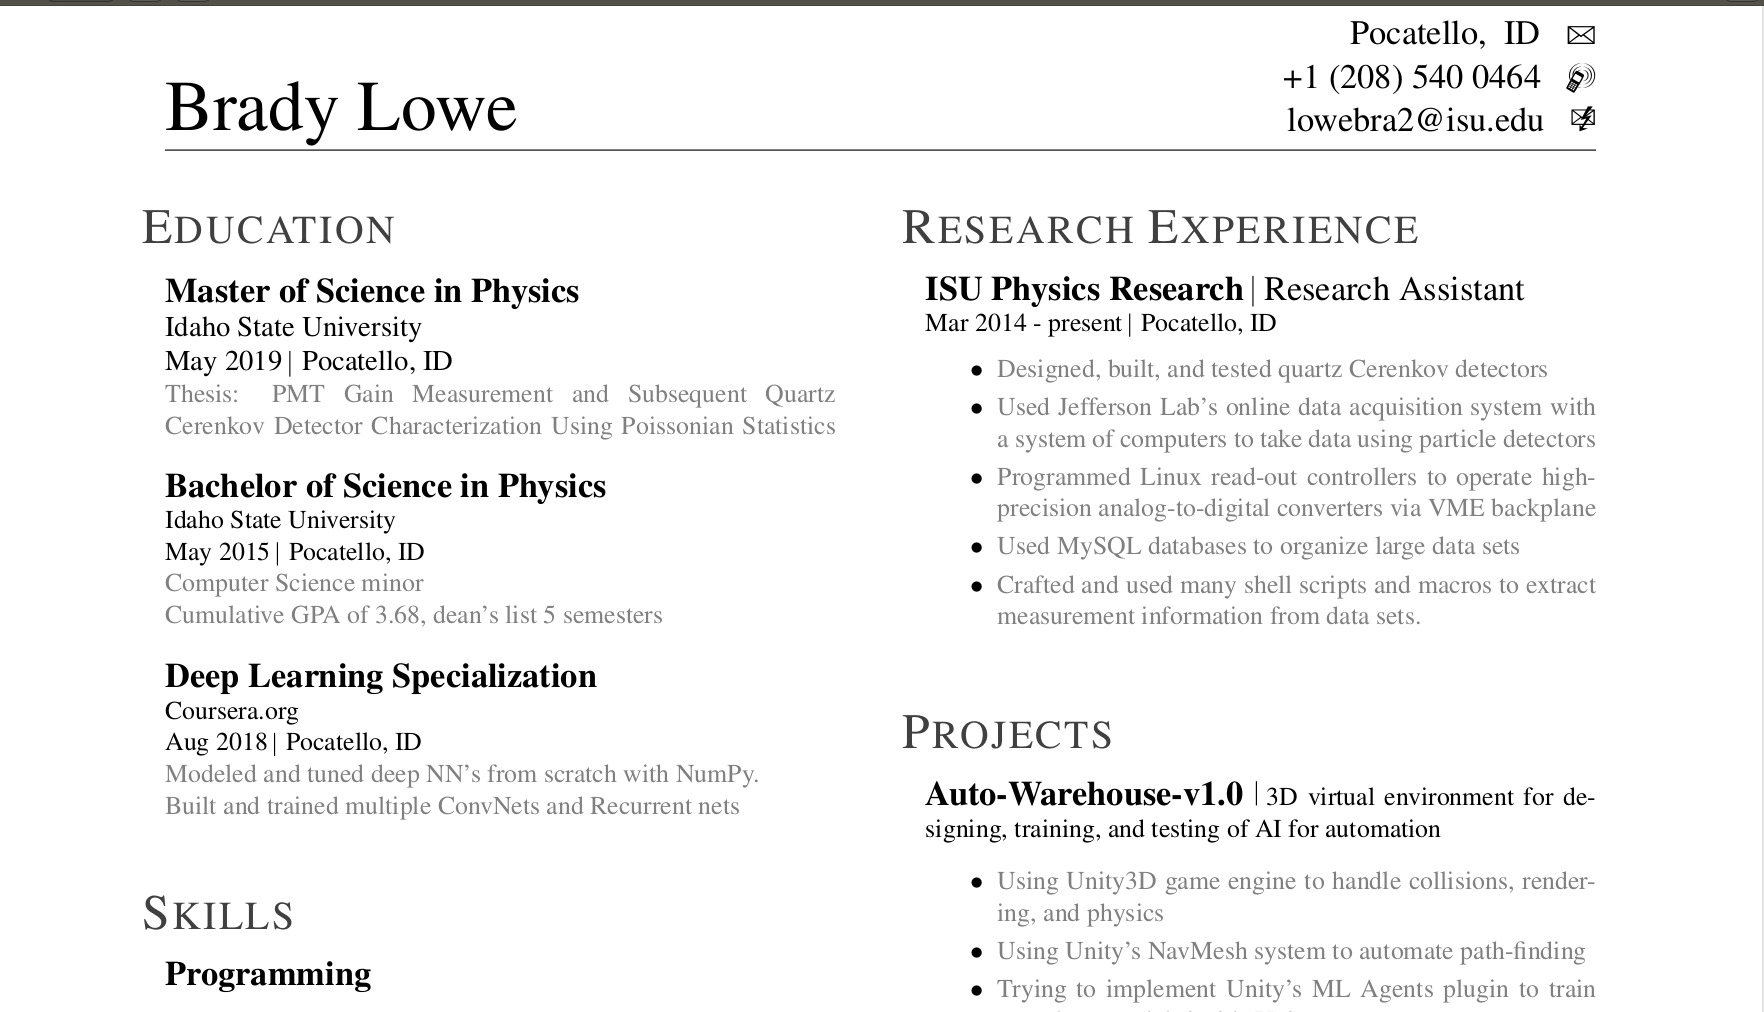 Brady Lowe
Pocatello, ID
+1 (208) 540 0464
lowebra2@isu.edu
EDUCATION
Master of Science in Physics
Idaho State University
May 2019 | Pocatello, ID
Thesis: PMT Gain Measurement and Subsequent Quartz
Cerenkov Detector Characterization Using Poissonian Statistics
Bachelor of Science in Physics
Idaho State University
May 2015 | Pocatello, ID
Computer Science minor
Cumulative GPA of 3.68, dean's list 5 semesters
Deep Learning Specialization
Coursera.org
Aug 2018 | Pocatello, ID
Modeled and tuned deep NN's from scratch with NumPy.
Built and trained multiple ConvNets and Recurrent nets
SKILLS
Programming
RESEARCH EXPERIENCE
ISU Physics Research | Research Assistant
Mar 2014 - present | Pocatello, ID
• Designed, built, and tested quartz Cerenkov detectors
• Used Jefferson Lab's online data acquisition system with
a system of computers to take data using particle detectors
• Programmed Linux read-out controllers to operate high-
precision analog-to-digital converters via VME backplane
• Used MySQL databases to organize large data sets
• Crafted and used many shell scripts and macros to extract
measurement information from data sets.
PROJECTS
Auto-Warehouse-v1.0 | 3D virtual environment for de-
signing, training, and testing of AI for automation
• Using Unity3D game engine to handle collisions, render-
ing, and physics
• Using Unity's NavMesh system to automate path-finding
• Trying to implement Unity's ML Agents plugin to train